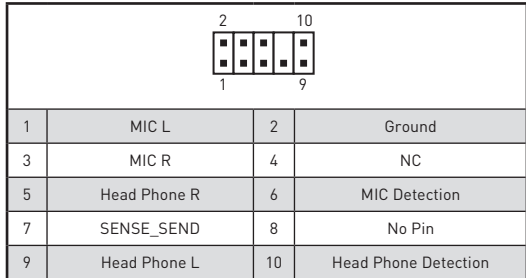 2 10
1 9
1 MIC L 2 Ground
3 MIC R 4 NC
5 Head Phone R 6 MIC Detection
7 SENSE_SEND 8 No Pin
9 Head Phone L 10 Head Phone Detection